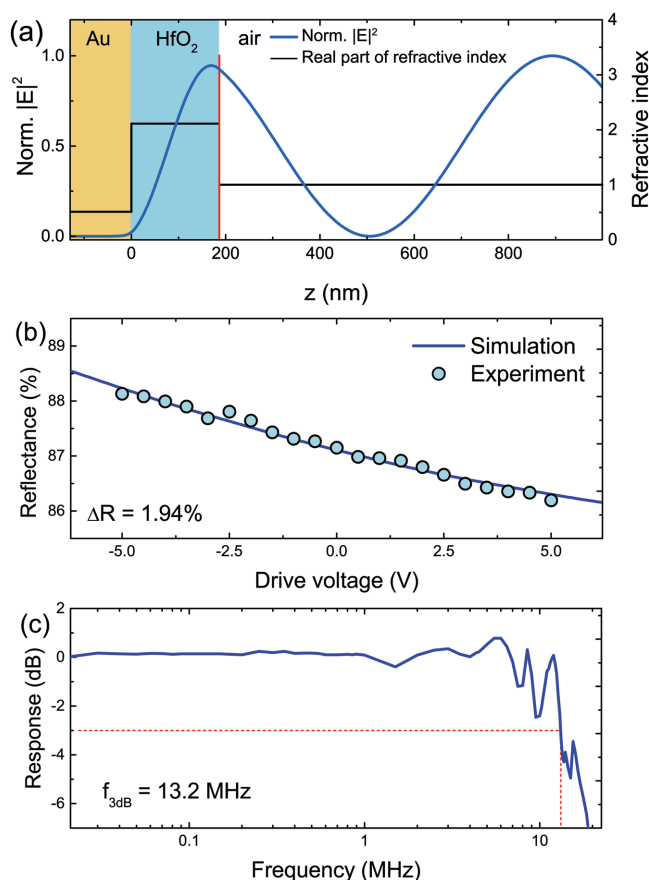 (a)
Au
HfO2
air
Norm. |E|2
Real part of refractive index
Norm. |E|2
1.0
0.5
0.0
4
3
2
1
0
Refractive index
0
200
400
600
800
z (nm)
(b)
89
88
87
86
Reflectance (%)
Simulation
Experiment
ΔR = 1.94%
-5.0
-2.5
0.0
2.5
5.0
Drive voltage (V)
(c)
2
0
-2
-4
-6
Response (dB)
f3dB = 13.2 MHz
0.1
1
10
Frequency (MHz)